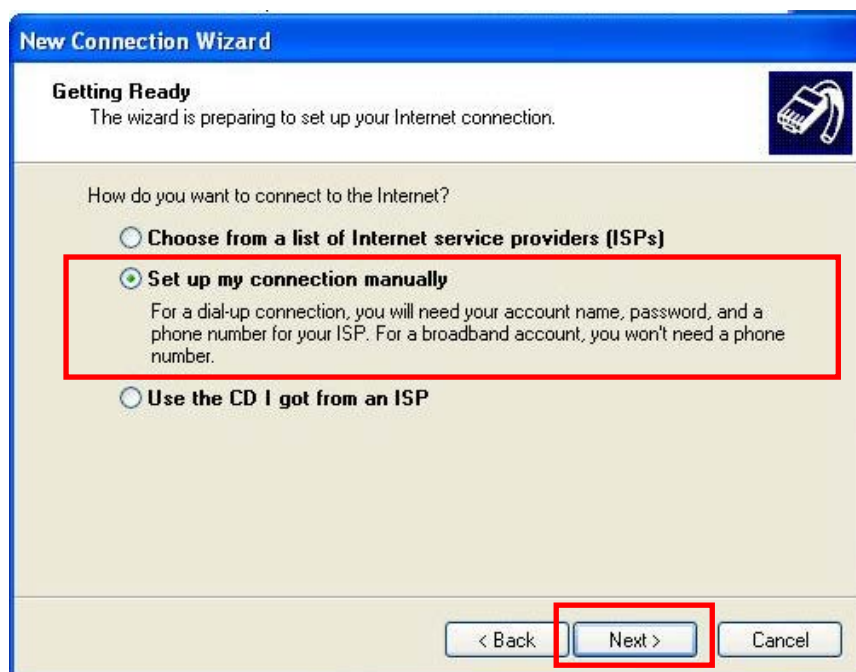 New Connection Wizard
Getting Ready
The wizard is preparing to set up your Internet connection.
How do you want to connect to the Internet?
Choose from a list of Internet service providers (ISPs)
Set up my connection manually
For a dial-up connection, you will need your account name, password, and a
phone number for your ISP. For a broadband account, you won't need a phone
number.
Use the CD I got from an ISP
< Back Next > Cancel